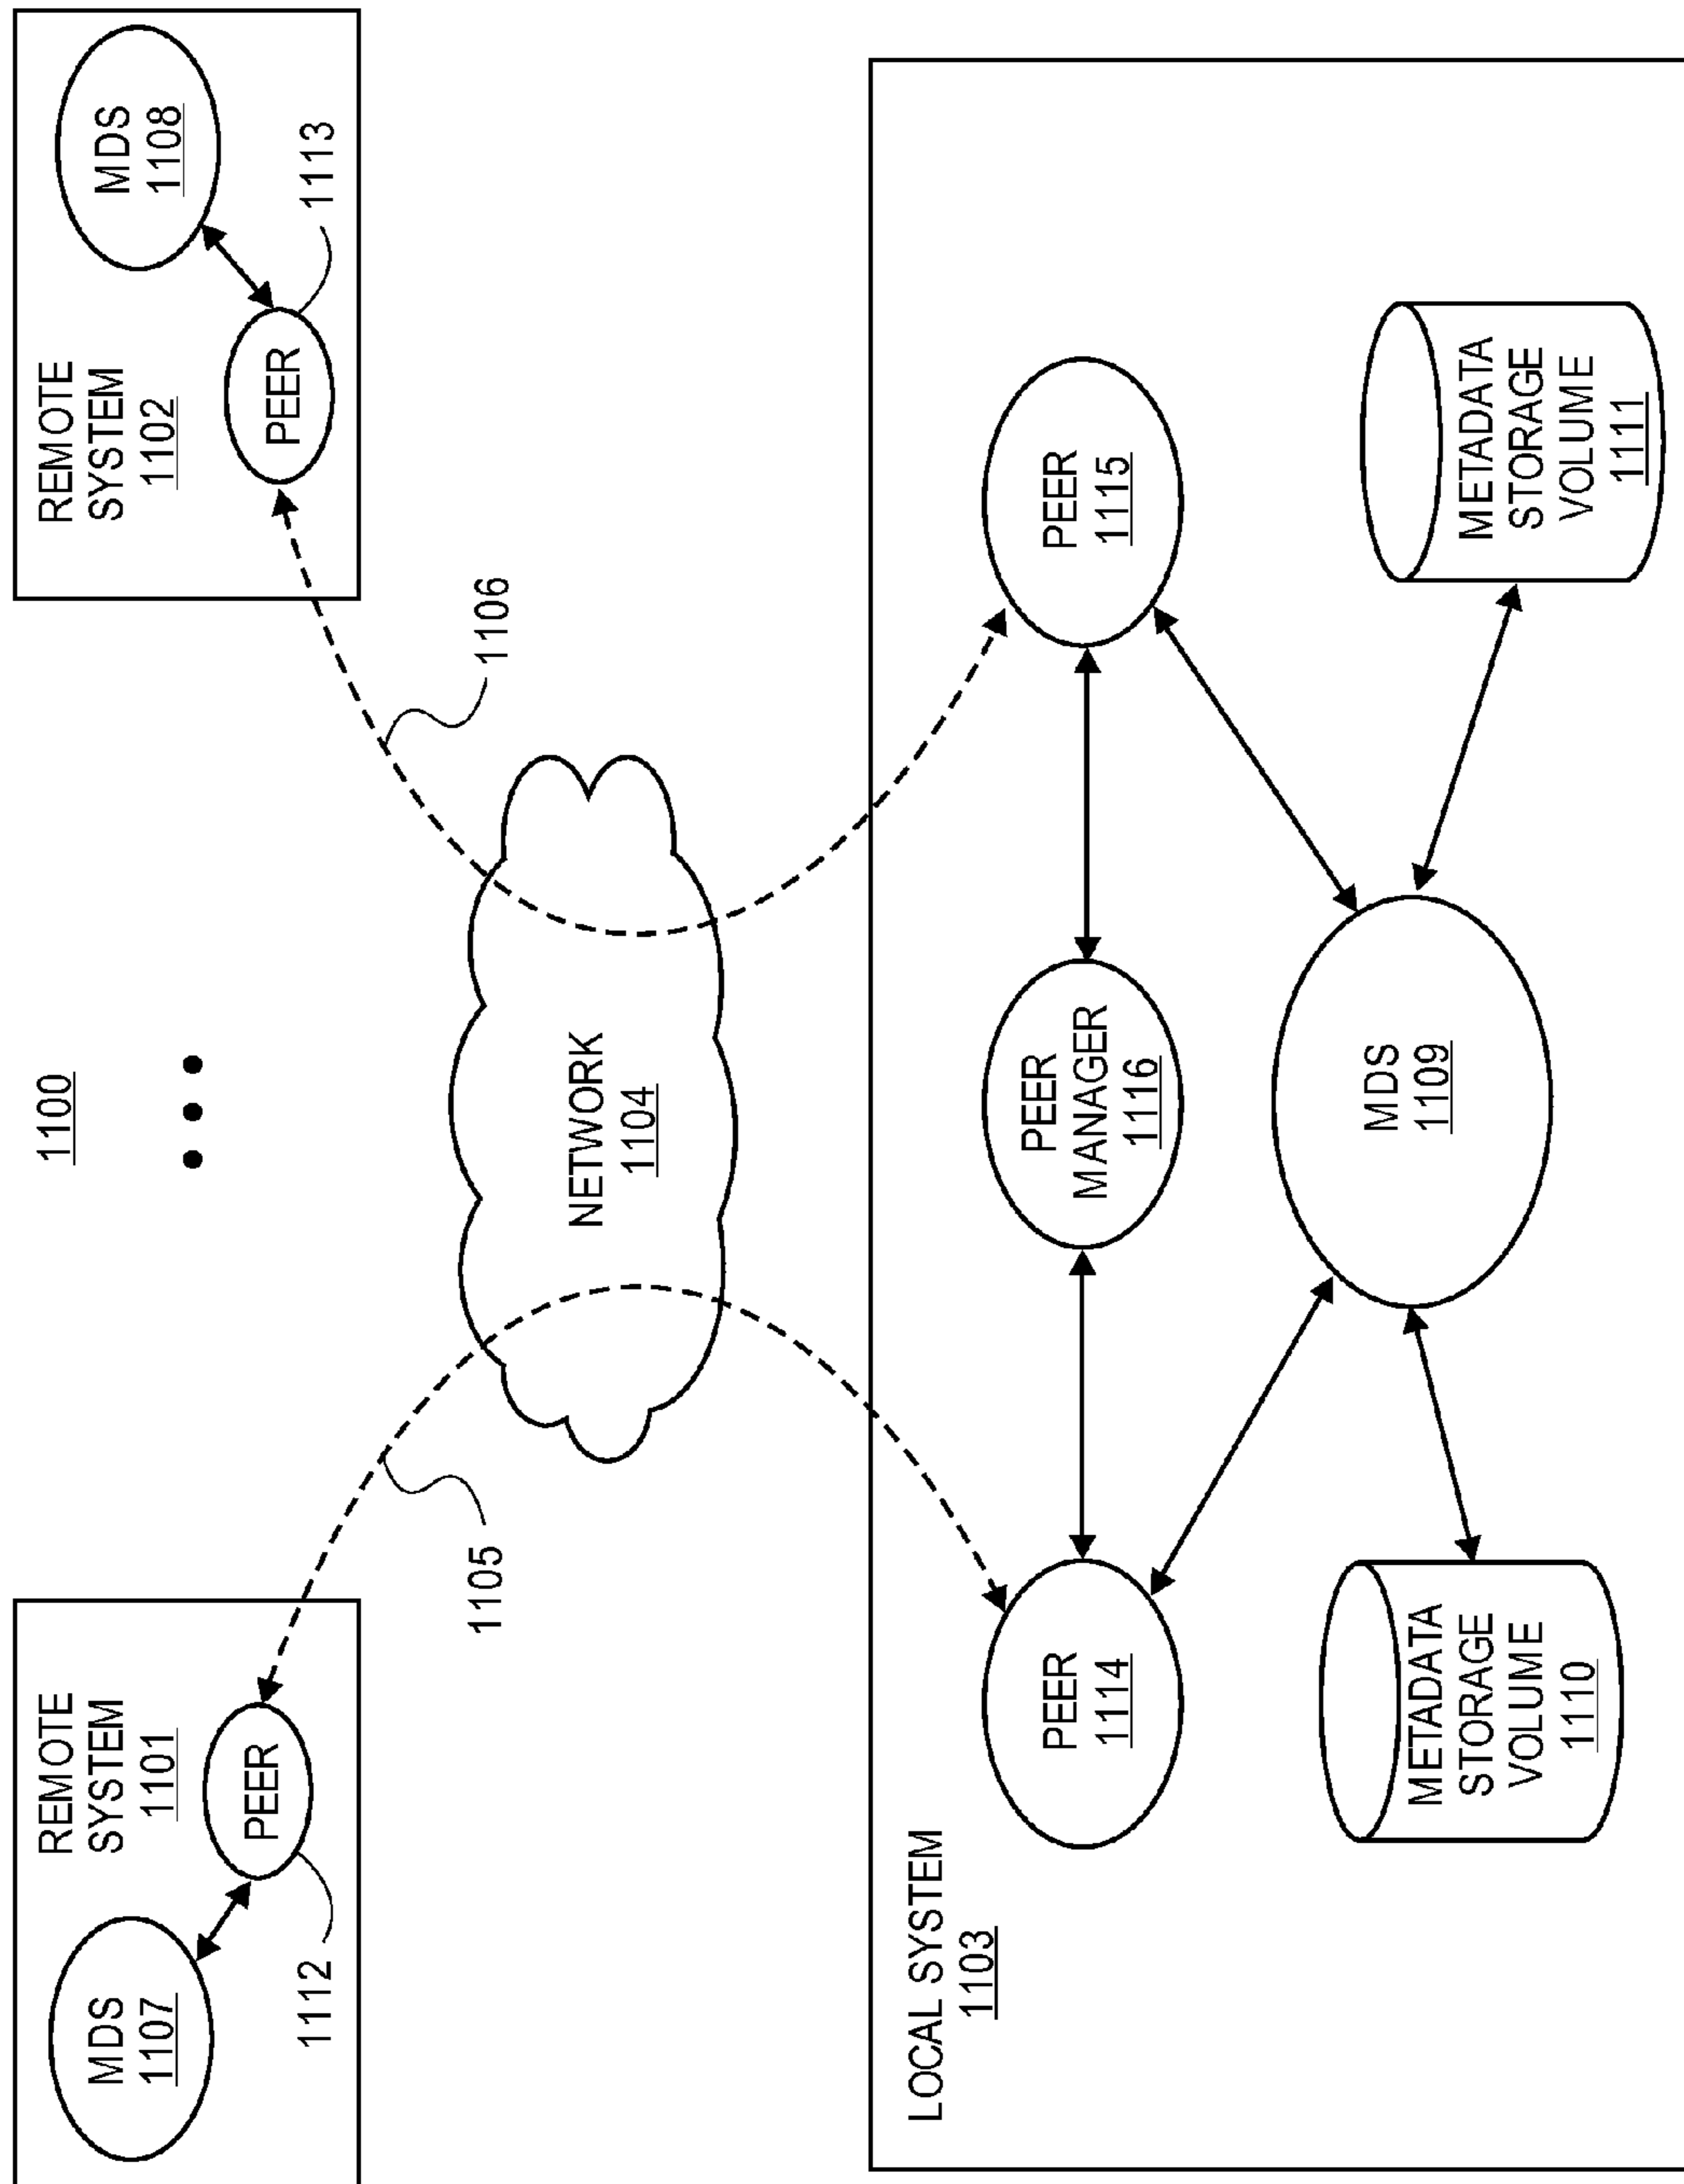 1100
REMOTE
SYSTEM
1101
MDS
1107
PEER
1112
REMOTE
SYSTEM
1102
MDS
1108
PEER
1113
1105
1106
NETWORK
1104
LOCAL SYSTEM
1103
PEER
1114
PEER
MANAGER
1116
PEER
1115
METADATA
STORAGE
VOLUME
1110
MDS
1109
METADATA
STORAGE
VOLUME
1111